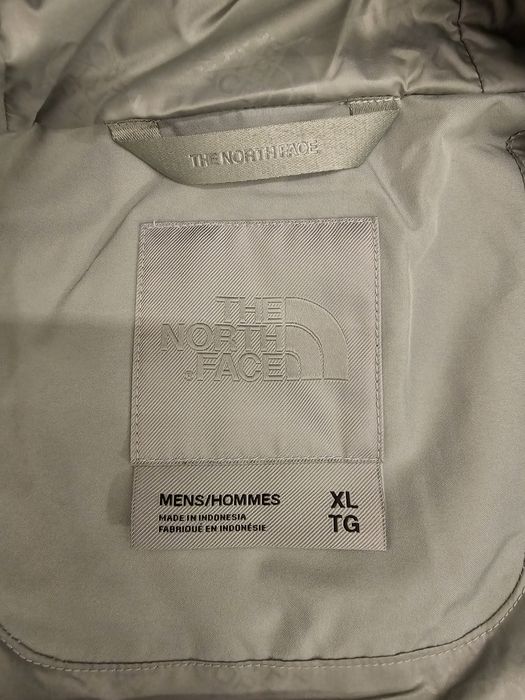 THE NORTH FACE
THE
NORTH
FACE
MENS/HOMMES
XL
MADE IN INDONESIA
TG
FABRIQUÉ EN INDONÉSIE